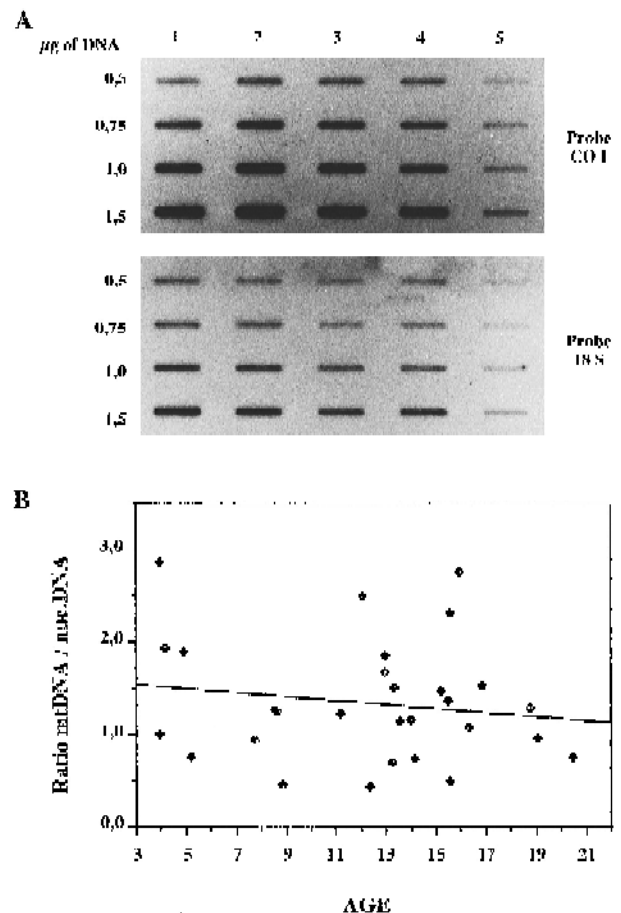 A
µg of DNA 1 2 3 4 5
0,5
0,75
1,0
1,5
Probe
CO I
0.5
0,75
1,0
1,5
Probe
18 S
B
Ratio mtDNA / nuc.DNA
3,0
2,0
1,0
0,0
3 5 7 9 11 13 15 17 19 21
AGE